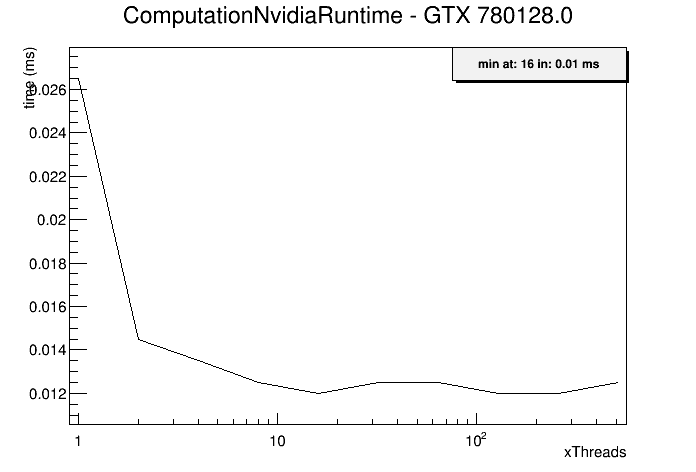 ComputationNvidiaRuntime - GTX 780128.0
min at: 16 in: 0.01 ms
time (ms)
0.026
0.024
0.022
0.02
0.018
0.016
0.014
0.012
1 10 10²
xThreads